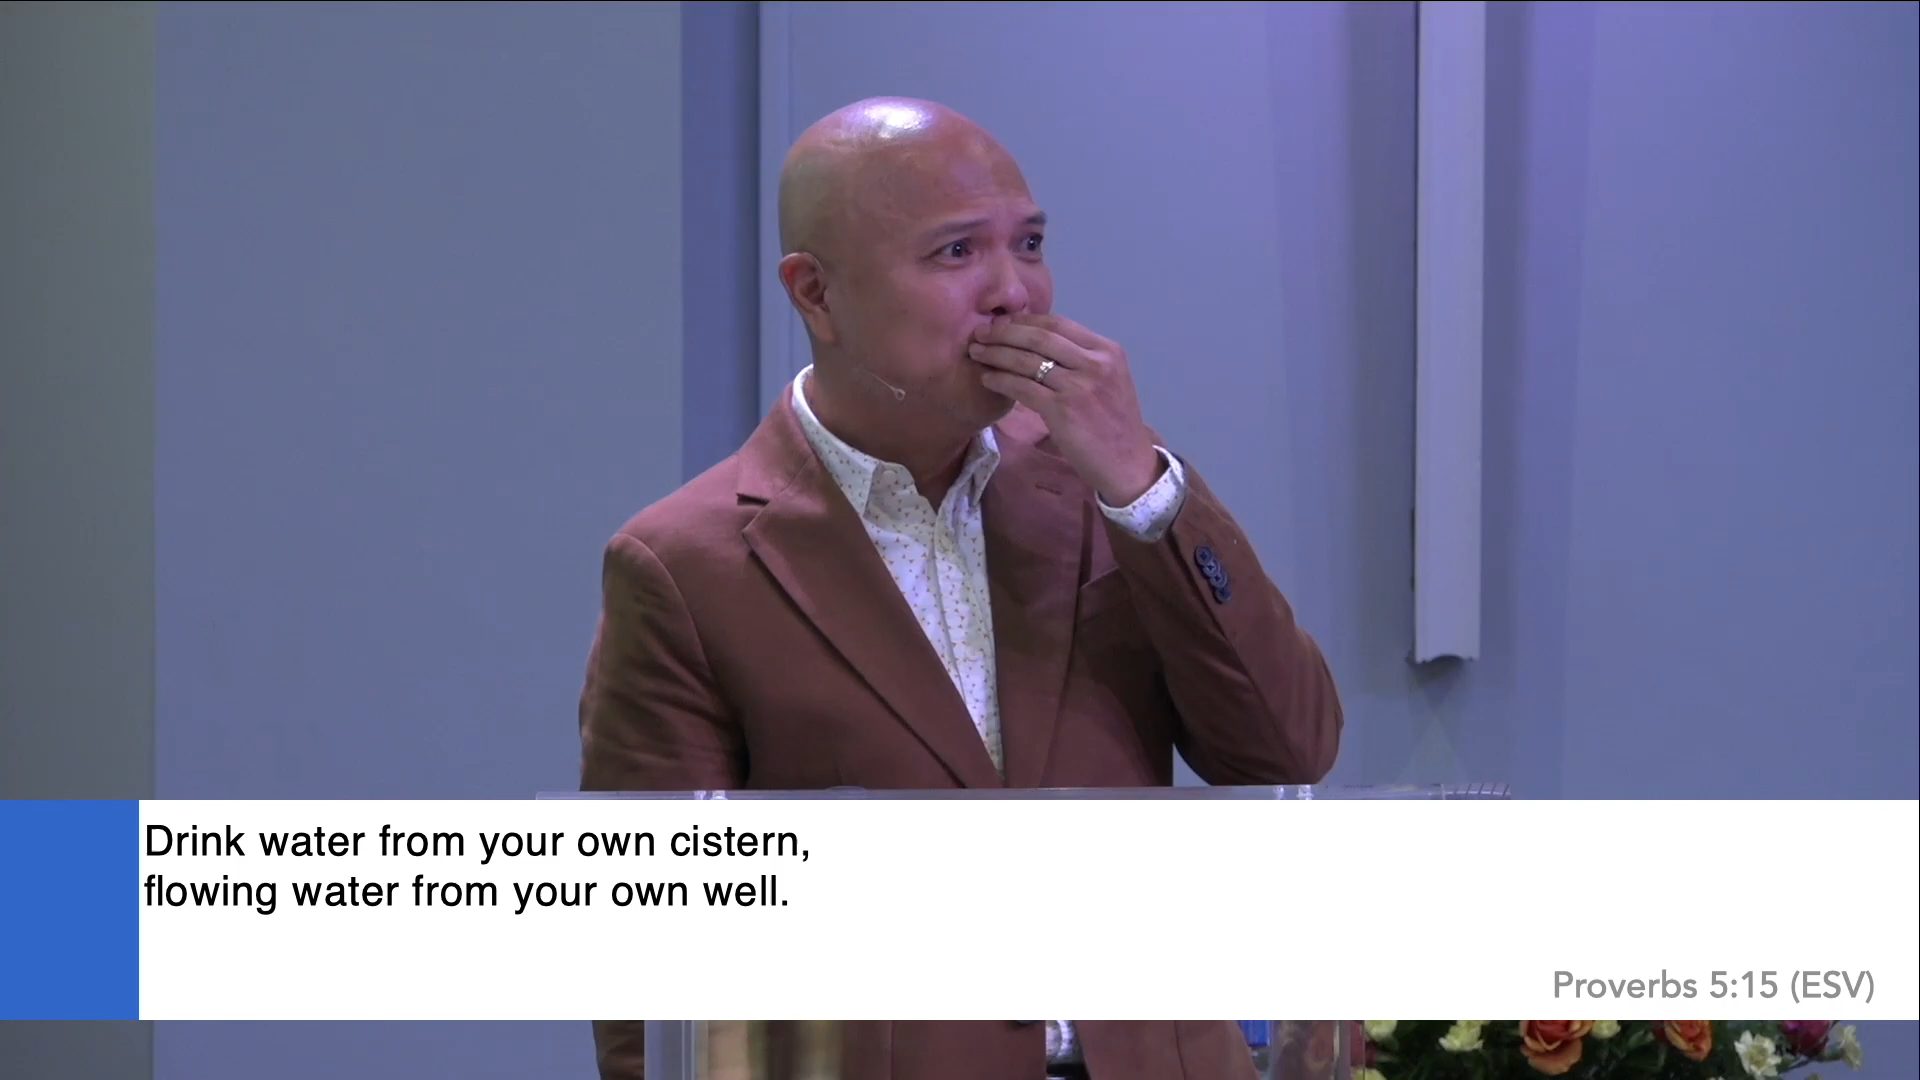 Drink water from your own cistern,
flowing water from your own well.
Proverbs 5:15 (ESV)